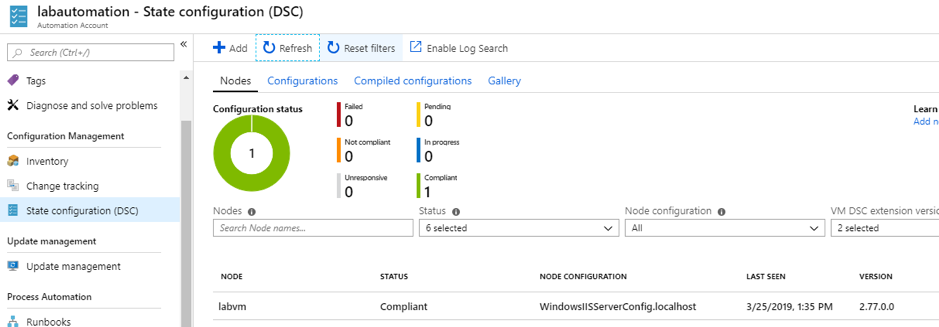 labautomation - State configuration (DSC)
Automation Account
Search (Ctrl+/)
«
Tags
Diagnose and solve problems
Configuration Management
Inventory
Change tracking
State configuration (DSC)
Update management
Update management
Process Automation
Runbooks
Add Refresh Reset filters Enable Log Search
Nodes Configurations Compiled configurations Gallery
Configuration status
1
Failed
0
Pending
0
Not compliant
0
In progress
0
Unresponsive
0
Compliant
1
Learn
Add n
Nodes Status Node configuration VM DSC extension versio
Search Node names... 6 selected All 2 selected
NODE STATUS NODE CONFIGURATION LAST SEEN VERSION
labvm Compliant WindowsIISServerConfig.localhost 3/25/2019, 1:35 PM 2.77.0.0